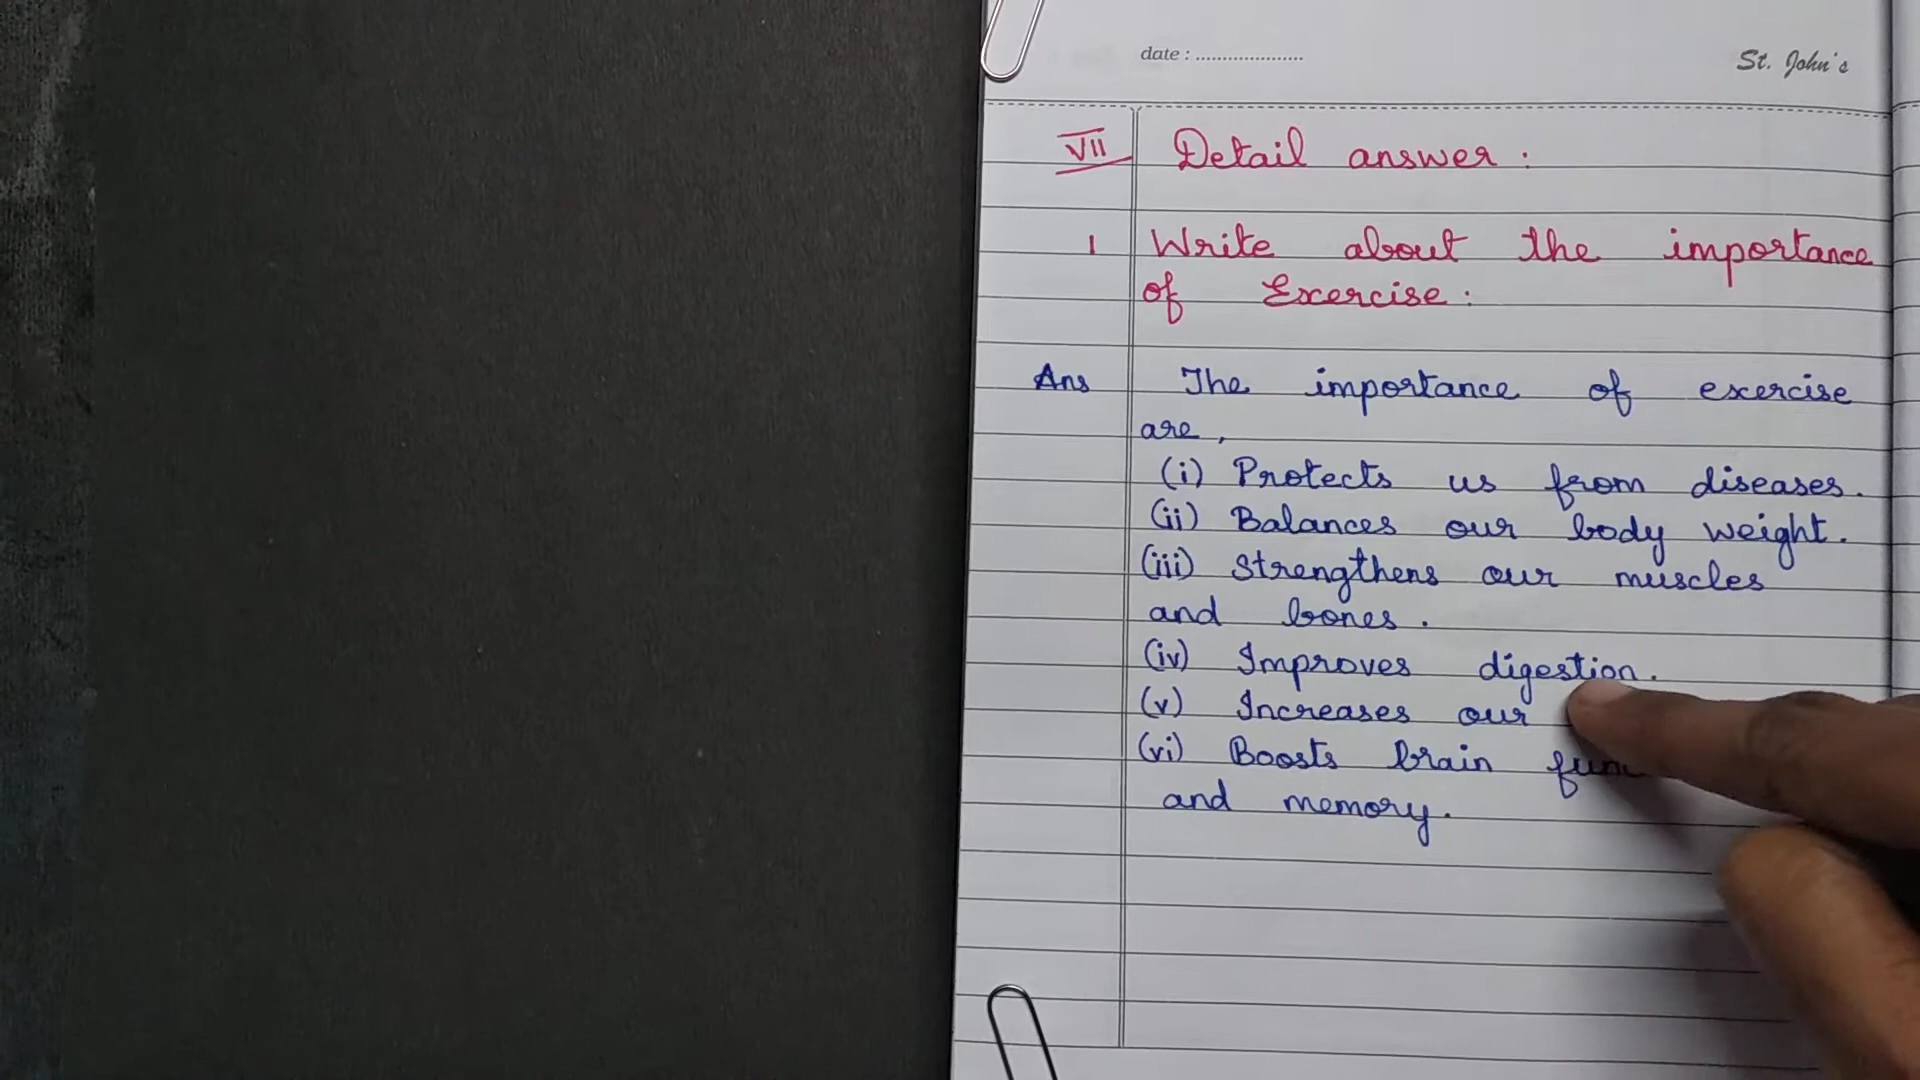 date : ....................
St. John's
VII Detail answer :
1 Write about the importance
of Exercise :
Ans The importance of exercise
are,
(i) Protects us from diseases.
(ii) Balances our body weight.
(iii) Strengthens our muscles
and bones.
(iv) Improves digestion.
(v) Increases our
(vi) Boosts brain
and memory.